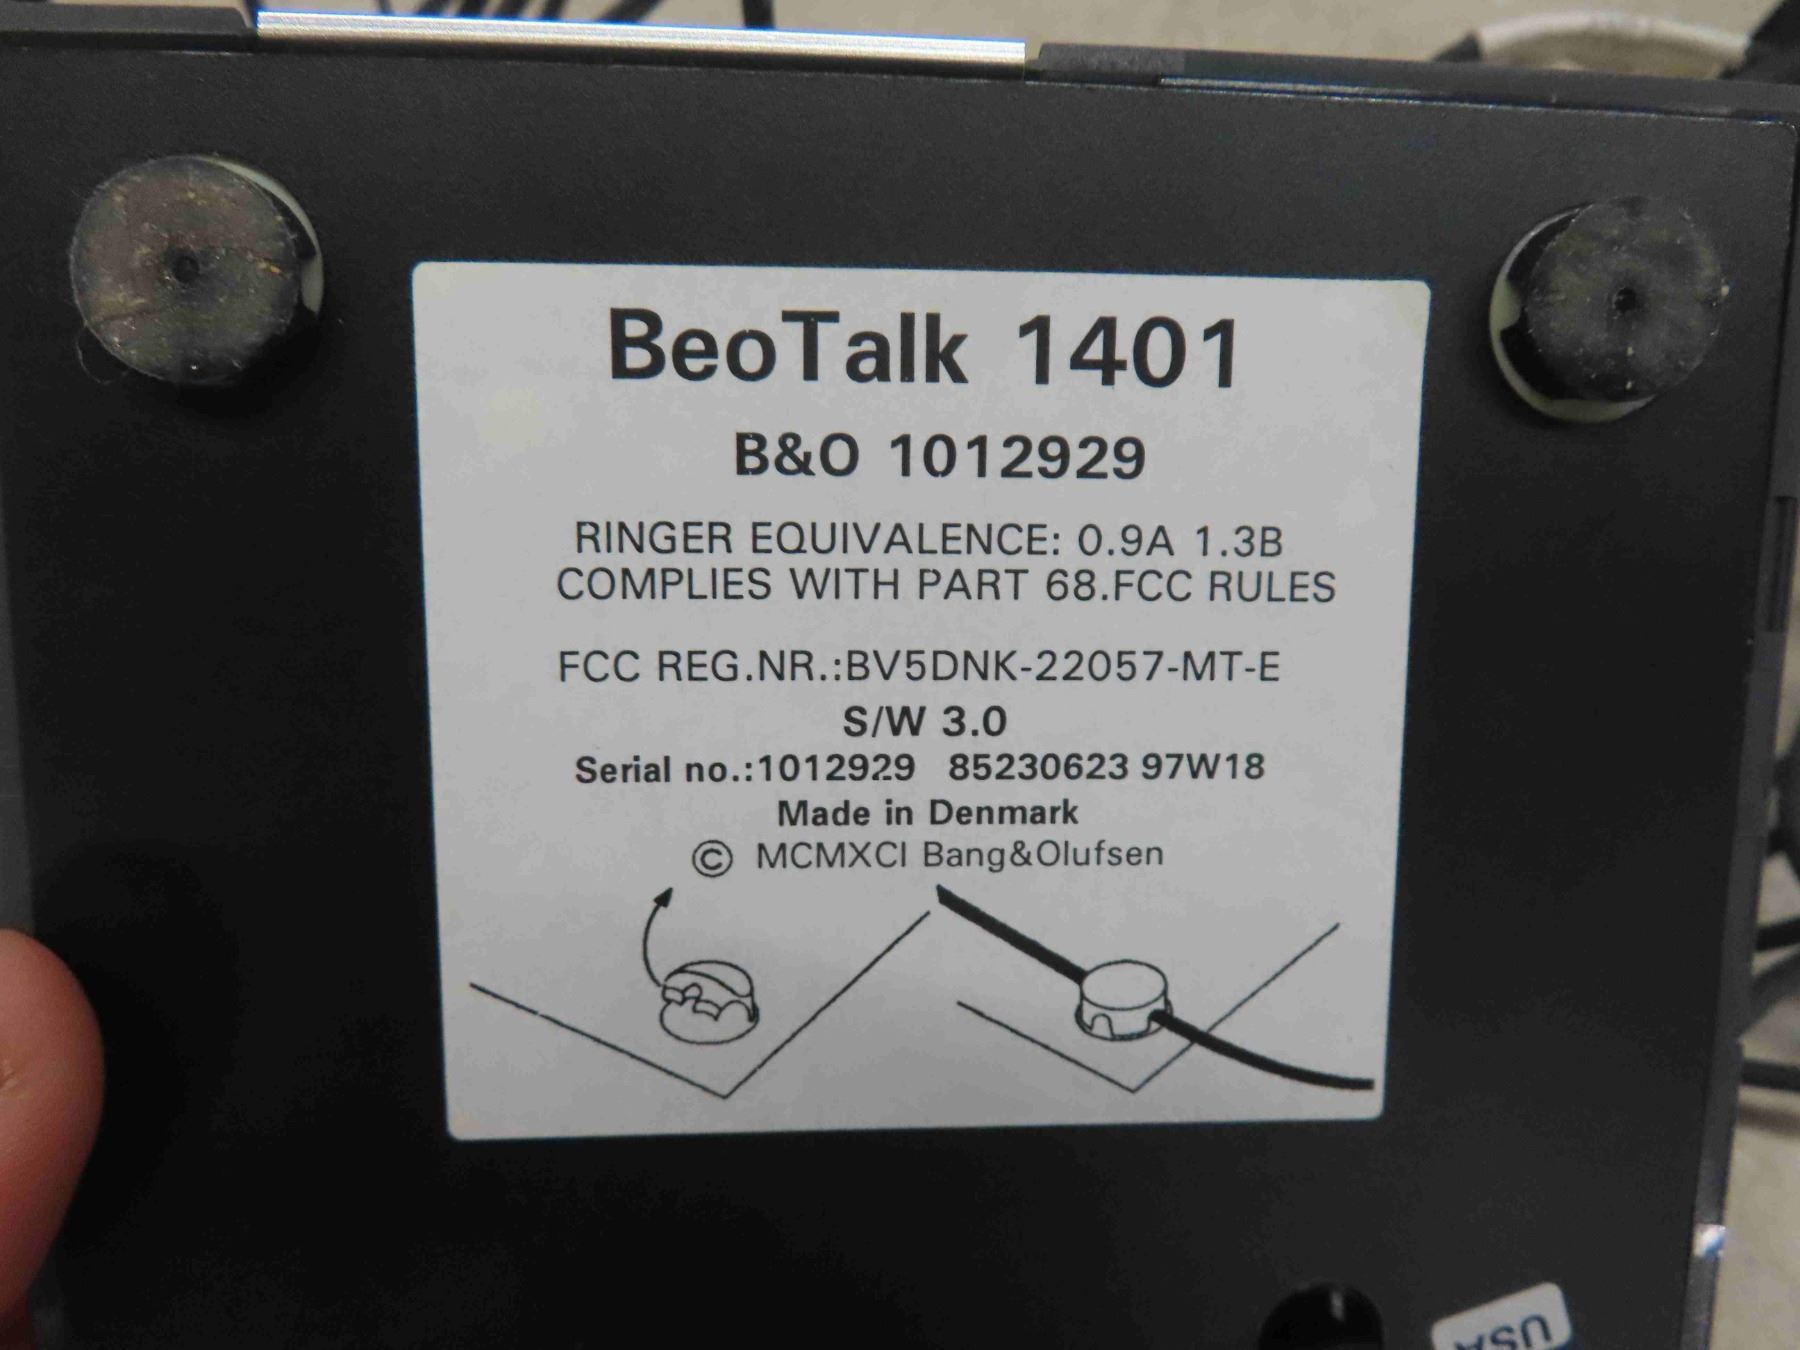 BeoTalk 1401
B&O 1012929
RINGER EQUIVALENCE: 0.9A 1.3B
COMPLIES WITH PART 68.FCC RULES
FCC REG.NR.:BV5DNK-22057-MT-E
S/W 3.0
Serial no.:1012929 85230623 97W18
Made in Denmark
© MCMXCI Bang&Olufsen
USA